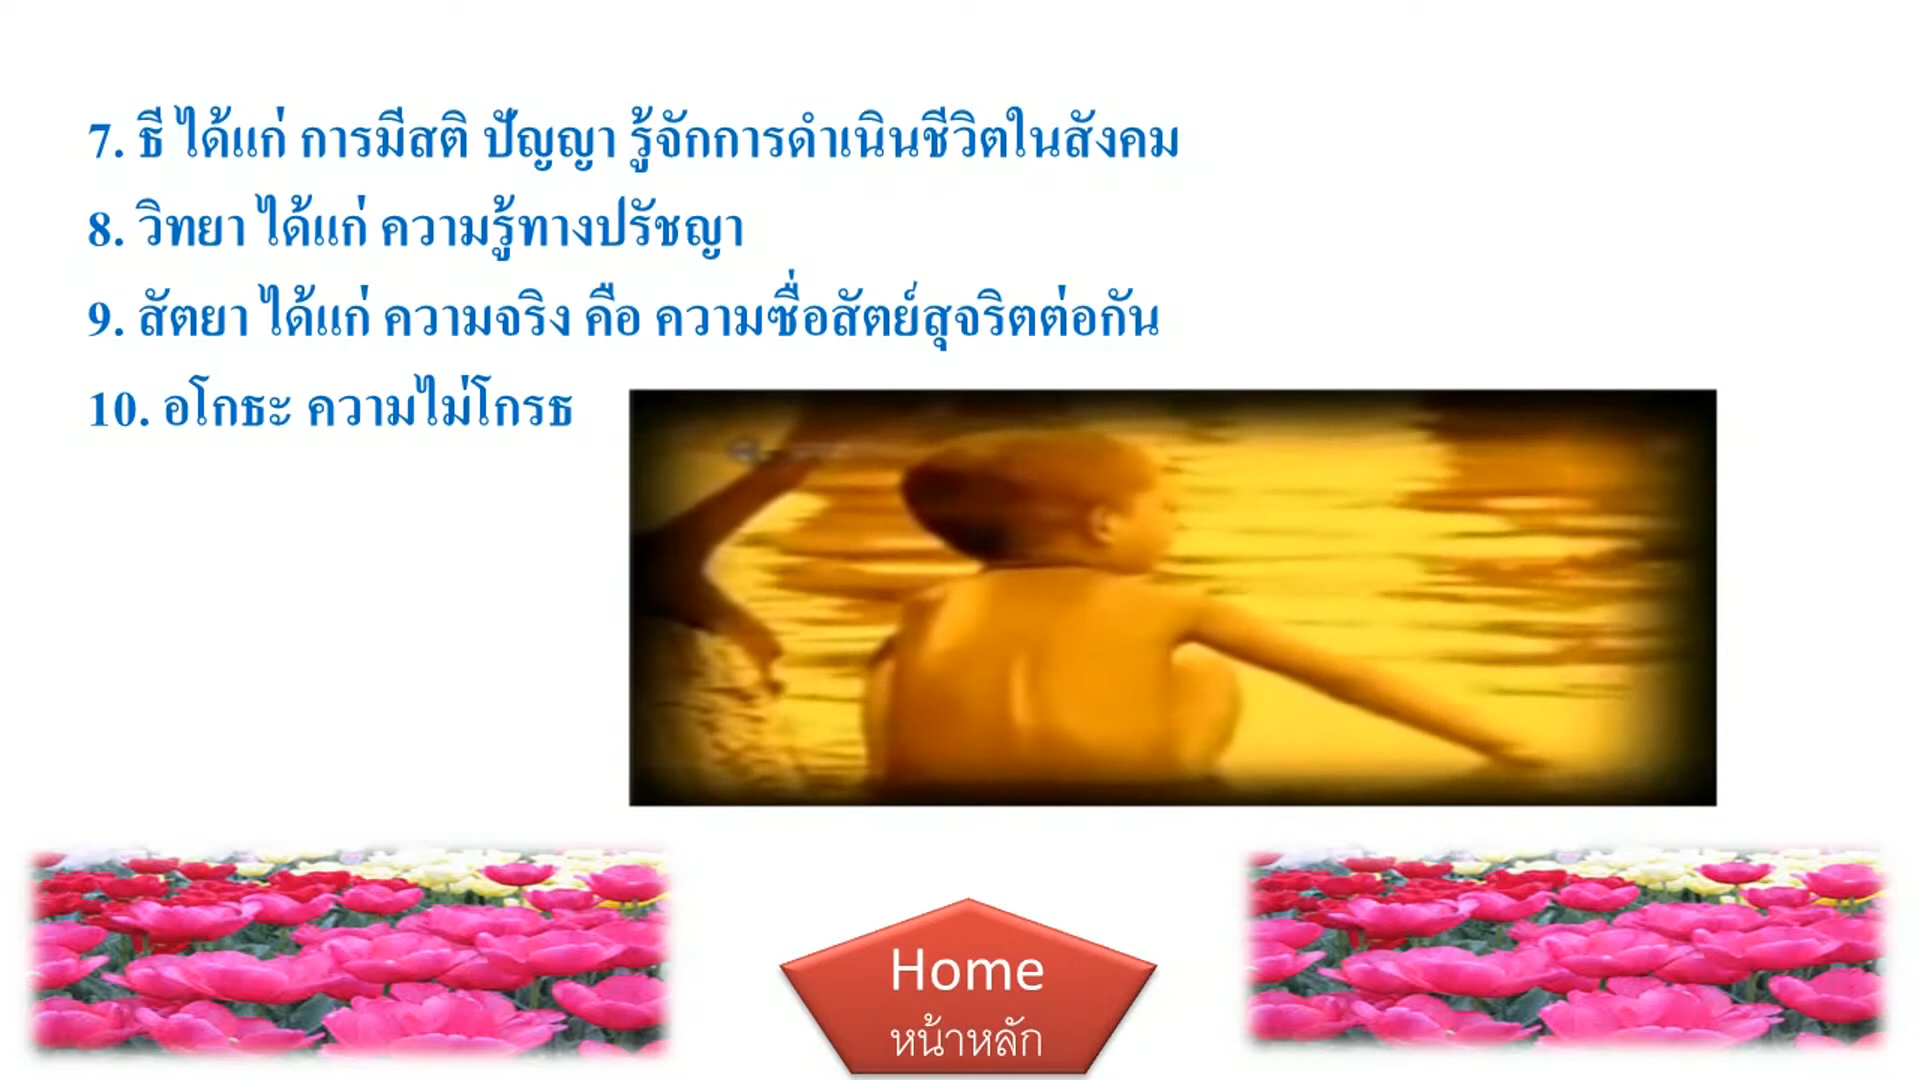 7. ธี ได้แก่ การมีสติ ปัญญา รู้จักการดำเนินชีวิตในสังคม
8. วิทยา ได้แก่ ความรู้ทางปรัชญา
9. สัตยา ได้แก่ ความจริง คือ ความซื่อสัตย์สุจริตต่อกัน
10. อโกธะ ความไม่โกรธ
Home
หน้าหลัก